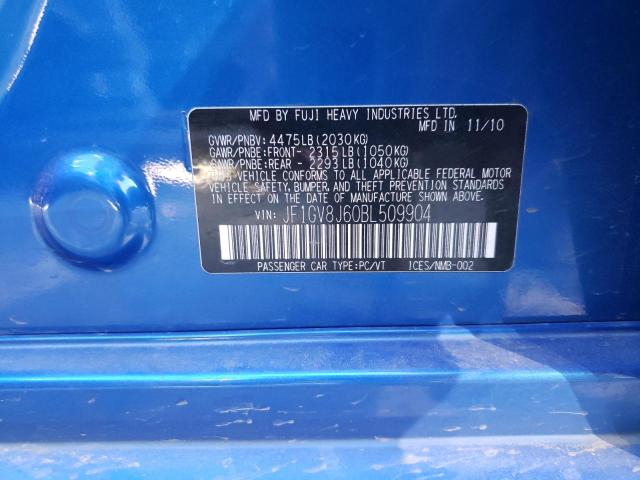 MFD BY FUJI HEAVY INDUSTRIES LTD.
MFD IN 11/10
GVWR/PNBV: 4475LB(2030KG)
GAWR/PNBE:FRONT- 2315LB(1050KG)
GAWR/PNBE:REAR - 2293LB(1040KG)
THIS VEHICLE CONFORMS TO ALL APPLICABLE FEDERAL MOTOR
VEHICLE SAFETY, BUMPER, AND THEFT PREVENTION STANDARDS
IN EFFECT ON THE DATE OF MANUFACTURE SHOWN ABOVE.
VIN: JF1GV8J60BL509904
PASSENGER CAR TYPE:PC/VT ICES/NMB-002